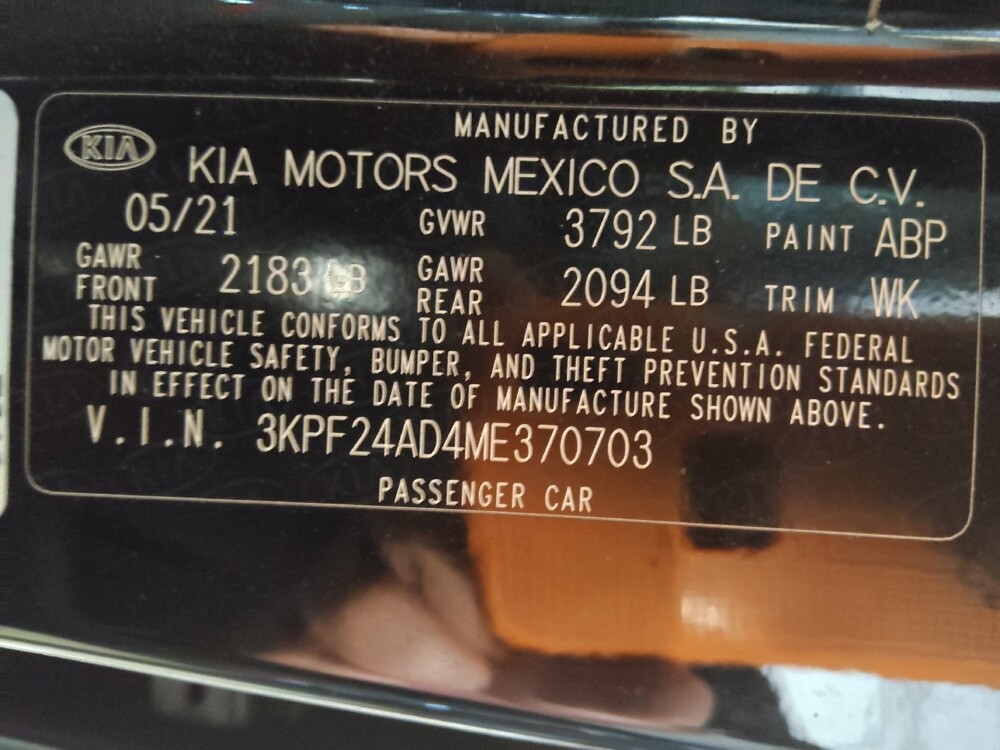 MANUFACTURED BY
KIA KIA MOTORS MEXICO S.A. DE C.V.
05/21 GVWR 3792 LB PAINT ABP
GAWR FRONT 2183 LB GAWR REAR 2094 LB TRIM WK
THIS VEHICLE CONFORMS TO ALL APPLICABLE U.S.A. FEDERAL
MOTOR VEHICLE SAFETY, BUMPER, AND THEFT PREVENTION STANDARDS
IN EFFECT ON THE DATE OF MANUFACTURE SHOWN ABOVE.
V.I.N. 3KPF24AD4ME370703
PASSENGER CAR